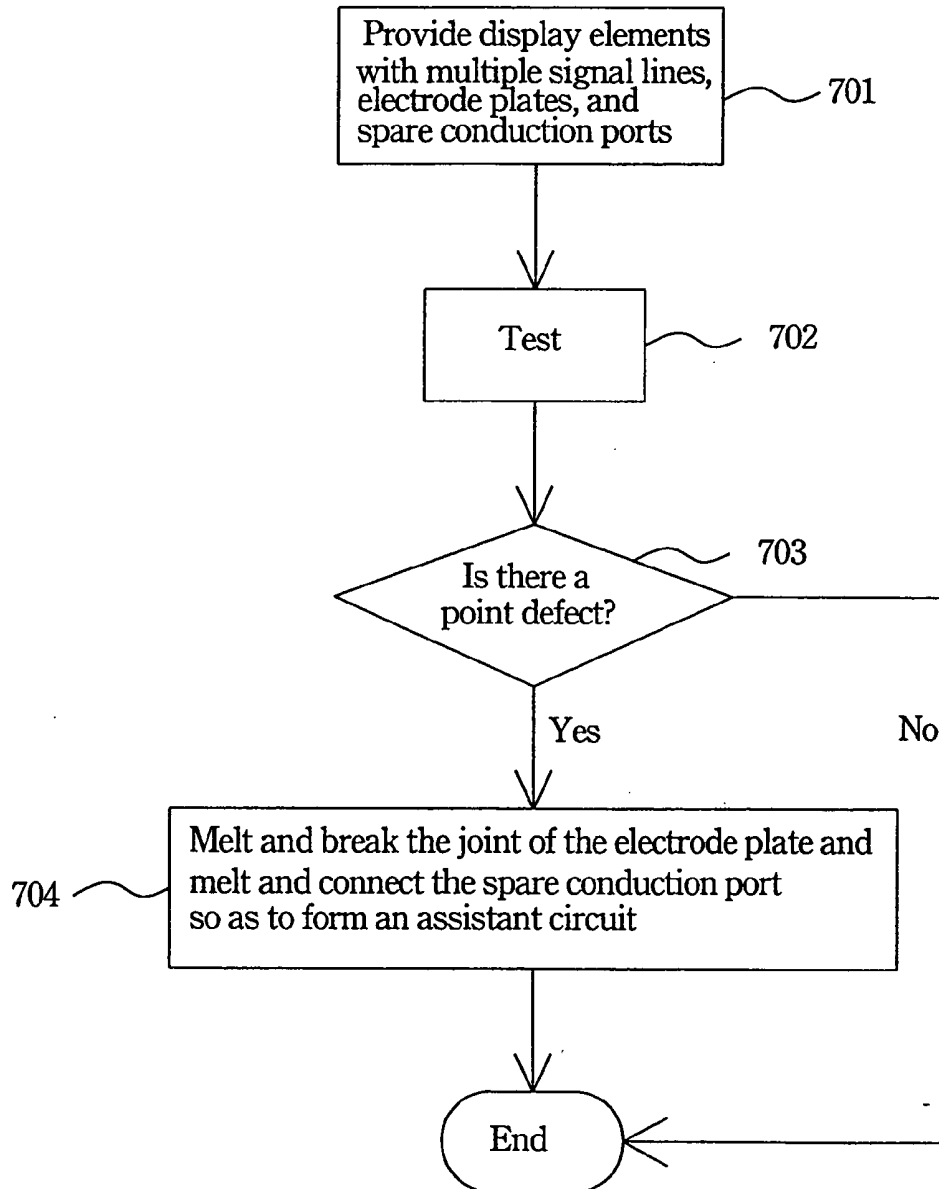 Provide display elements
with multiple signal lines,
electrode plates, and
spare conduction ports
701
Test
702
703
Is there a
point defect?
Yes
No
Melt and break the joint of the electrode plate and
melt and connect the spare conduction port
so as to form an assistant circuit
704
End